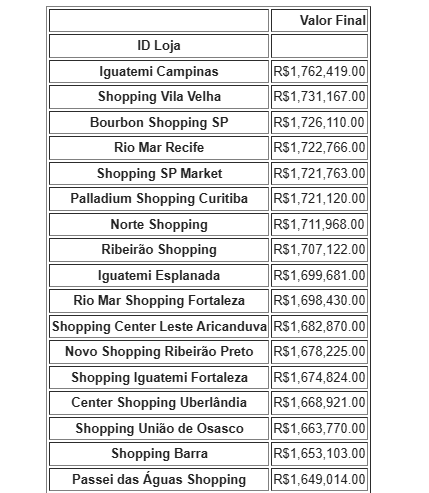 Valor Final
ID Loja
Iguatemi Campinas R$1,762,419.00
Shopping Vila Velha R$1,731,167.00
Bourbon Shopping SP R$1,726,110.00
Rio Mar Recife R$1,722,766.00
Shopping SP Market R$1,721,763.00
Palladium Shopping Curitiba R$1,721,120.00
Norte Shopping R$1,711,968.00
Ribeirão Shopping R$1,707,122.00
Iguatemi Esplanada R$1,699,681.00
Rio Mar Shopping Fortaleza R$1,698,430.00
Shopping Center Leste Aricanduva R$1,682,870.00
Novo Shopping Ribeirão Preto R$1,678,225.00
Shopping Iguatemi Fortaleza R$1,674,824.00
Center Shopping Uberlândia R$1,668,921.00
Shopping União de Osasco R$1,663,770.00
Shopping Barra R$1,653,103.00
Passei das Águas Shopping R$1,649,014.00